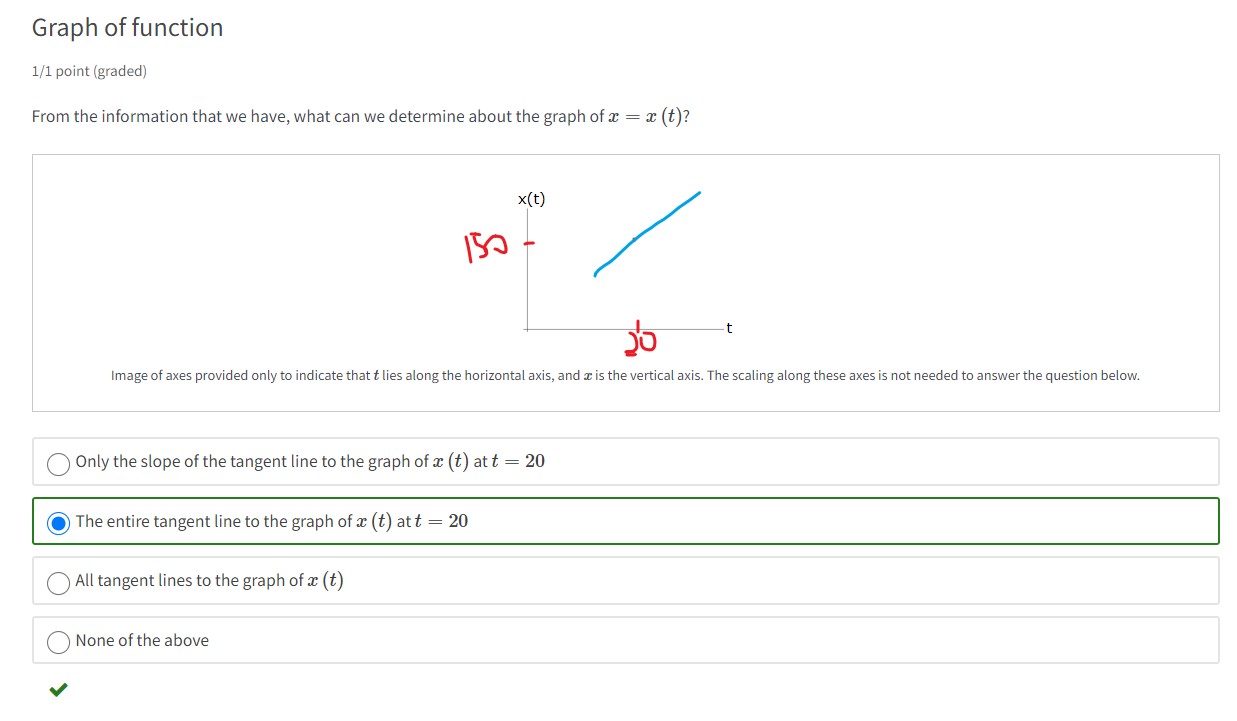 Graph of function
1/1 point (graded)
From the information that we have, what can we determine about the graph of x = x (t)?
x(t)
150
t
20
Image of axes provided only to indicate that t lies along the horizontal axis, and x is the vertical axis. The scaling along these axes is not needed to answer the question below.
Only the slope of the tangent line to the graph of x (t) at t = 20
The entire tangent line to the graph of x (t) at t = 20
All tangent lines to the graph of x (t)
None of the above